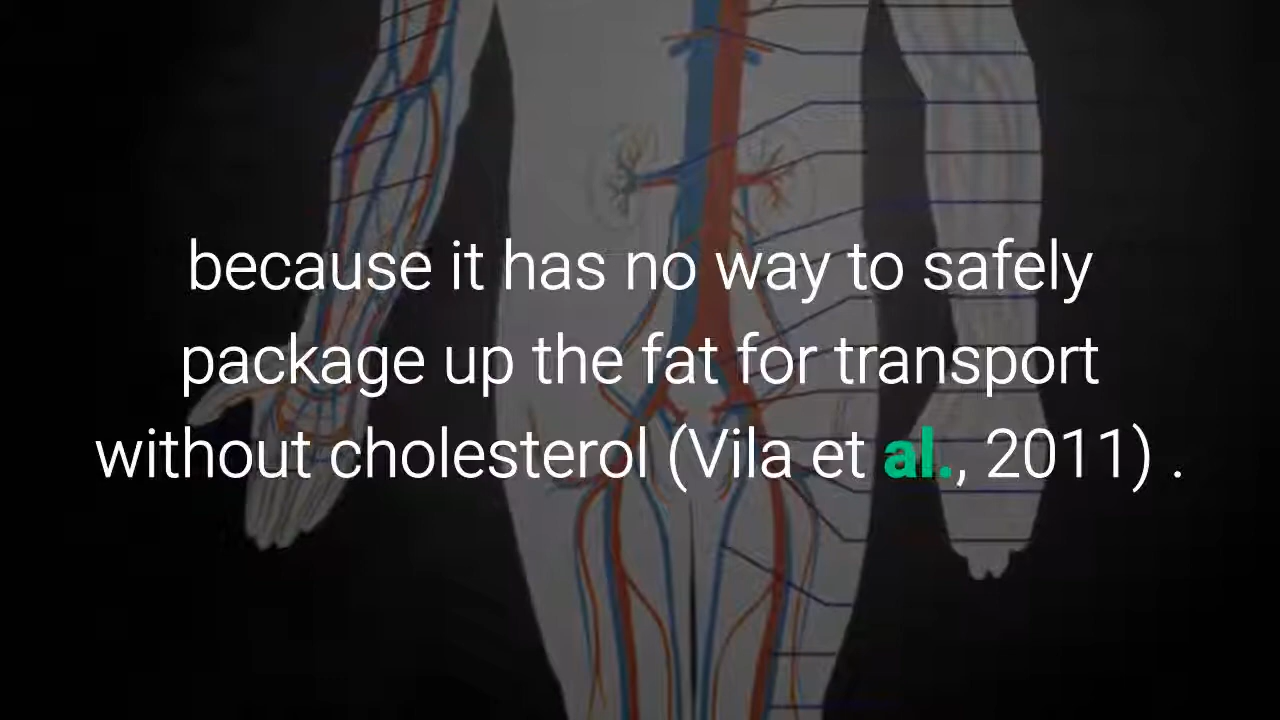 because it has no way to safely
package up the fat for transport
without cholesterol (Vila et al., 2011) .